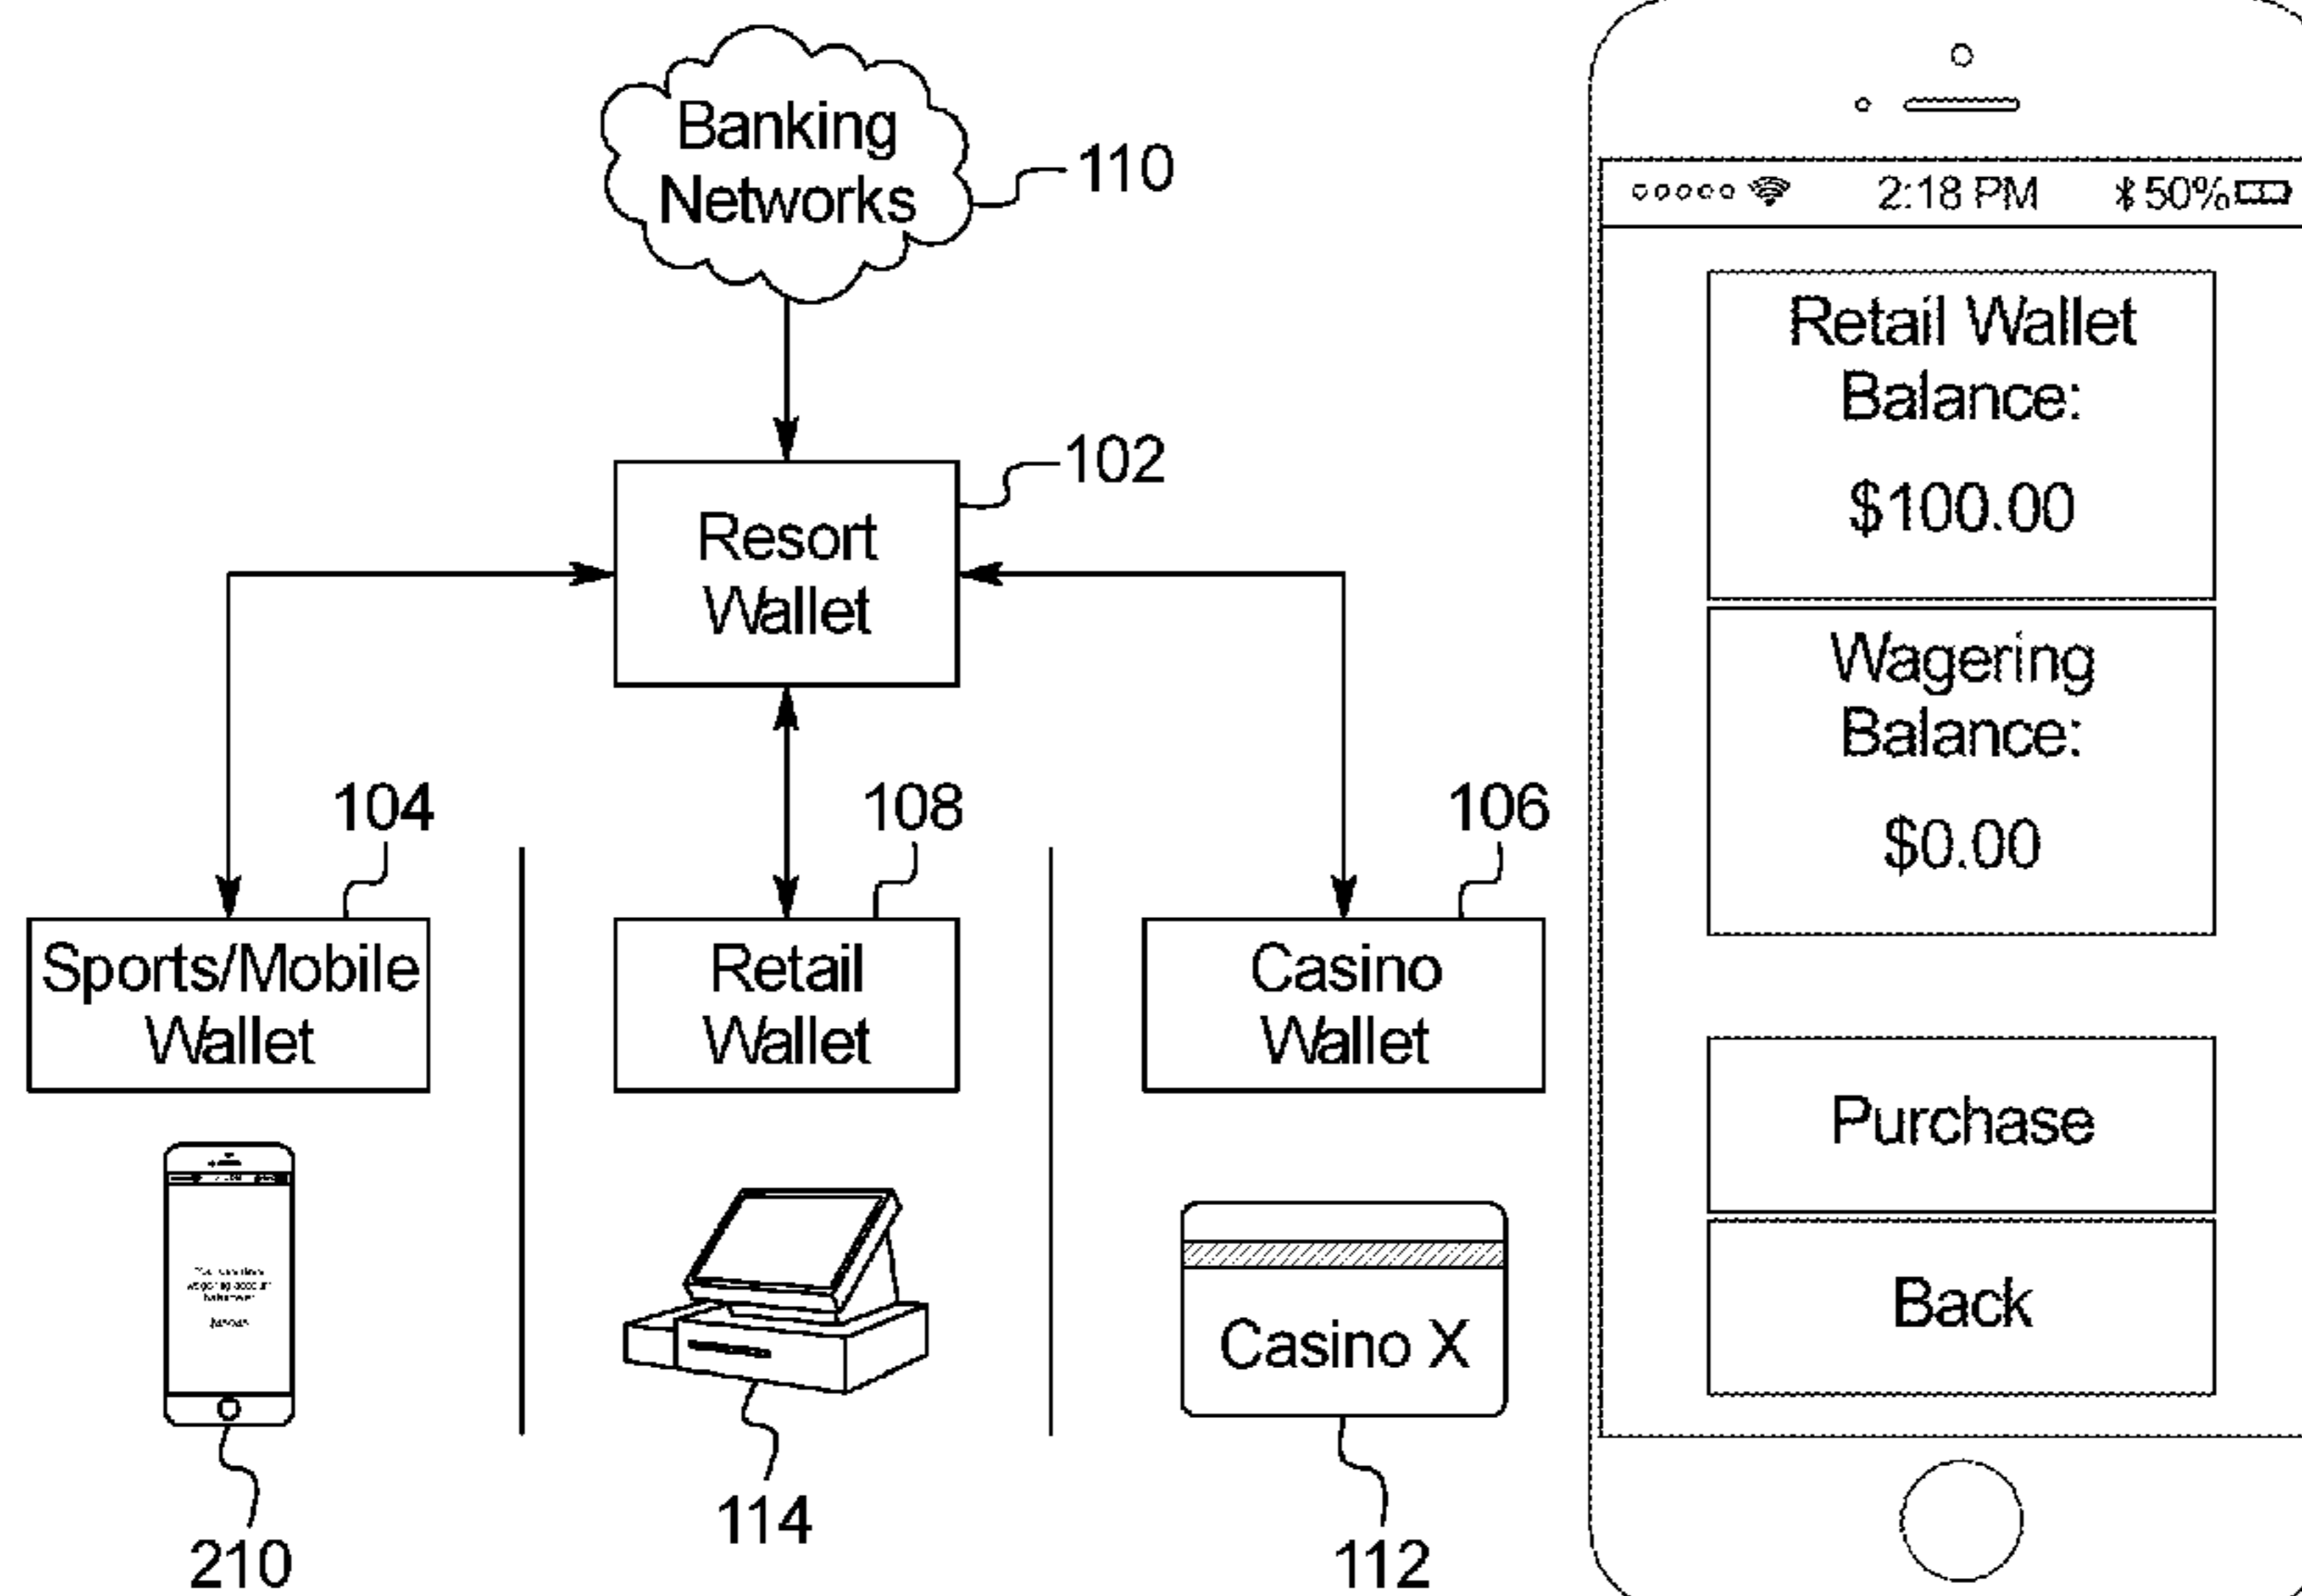 Banking
Networks
110
102
Resort
Wallet
104
108
106
Sports/Mobile
Wallet
Retail
Wallet
Casino
Wallet
Casino X
210
114
112
2:18 PM
50%
Retail Wallet
Balance:
$100.00
Wagering
Balance:
$0.00
Purchase
Back